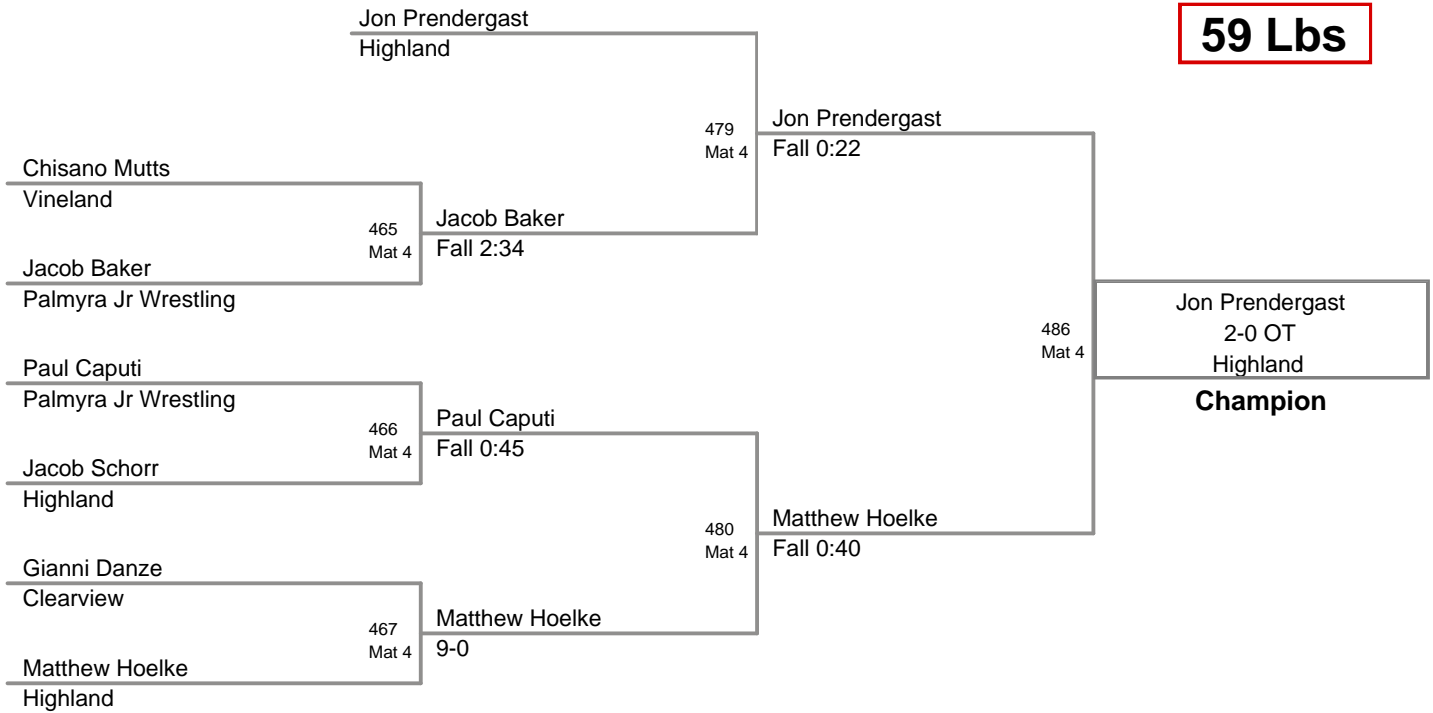 Jon Prendergast
Highland
59 Lbs
479
Mat 4
Jon Prendergast
Fall 0:22
Chisano Mutts
Vineland
465
Mat 4
Jacob Baker
Fall 2:34
Jacob Baker
Palmyra Jr Wrestling
486
Mat 4
Jon Prendergast
2-0 OT
Highland
Champion
Paul Caputi
Palmyra Jr Wrestling
466
Mat 4
Paul Caputi
Fall 0:45
Jacob Schorr
Highland
480
Mat 4
Matthew Hoelke
Fall 0:40
Gianni Danze
Clearview
467
Mat 4
Matthew Hoelke
9-0
Matthew Hoelke
Highland